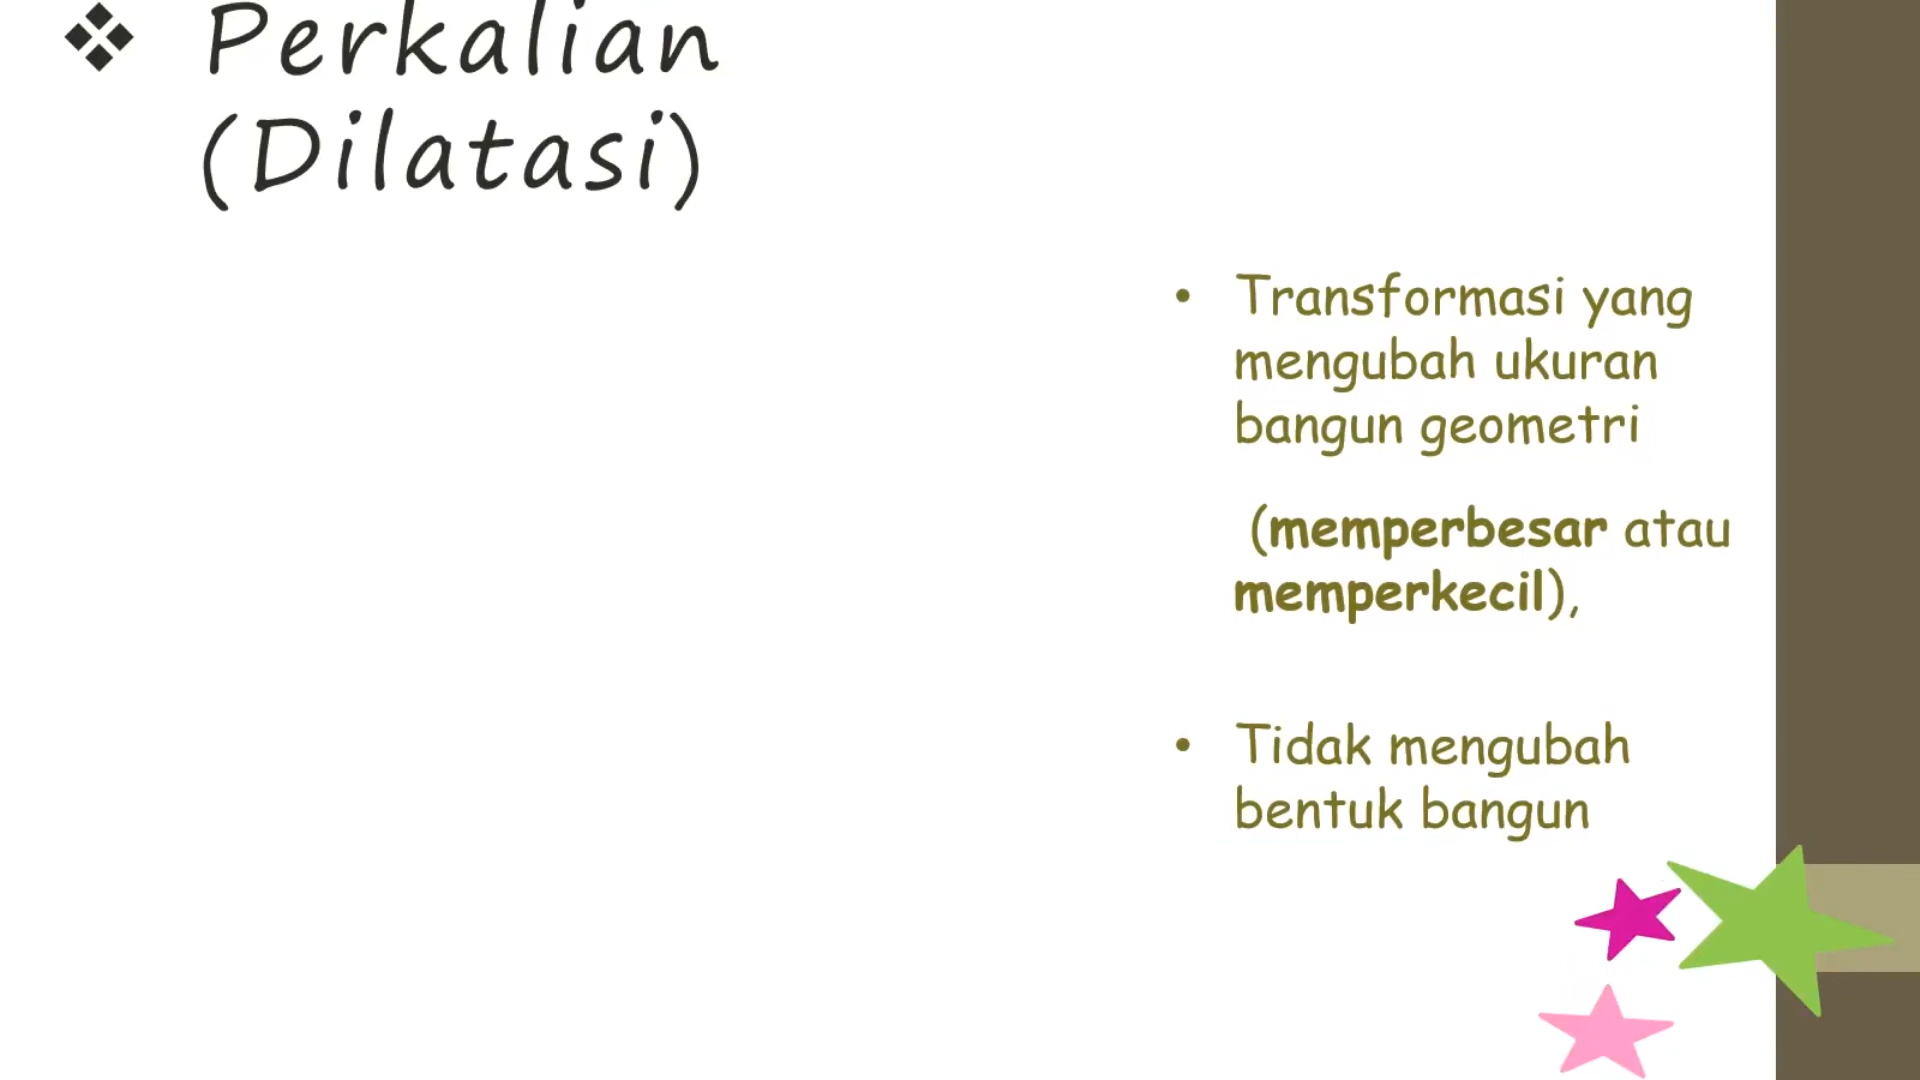 ❖ Perkalian
(Dilatasi)
• Transformasi yang
mengubah ukuran
bangun geometri
(memperbesar atau
memperkecil),
• Tidak mengubah
bentuk bangun